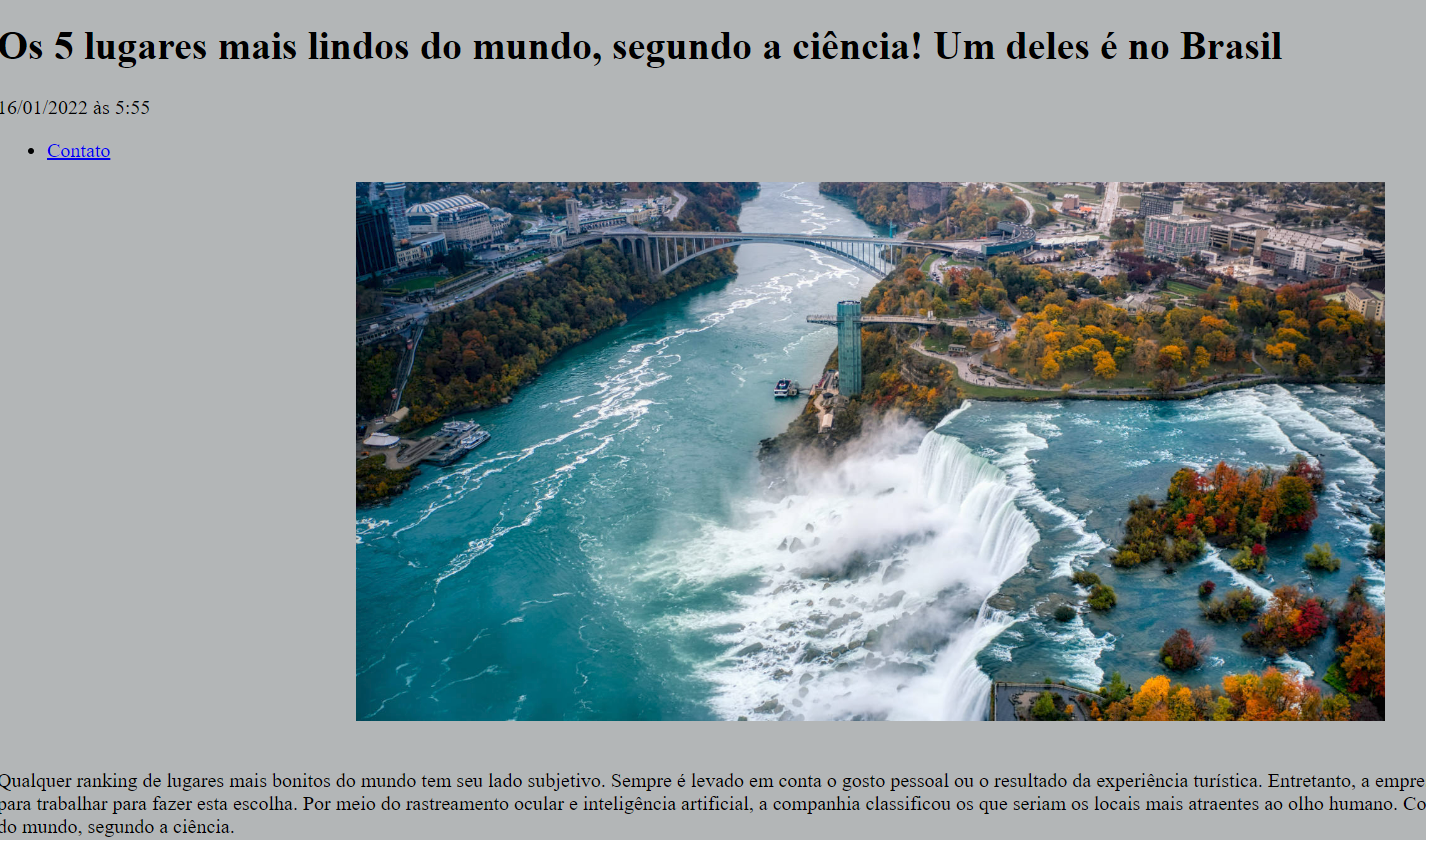 Os 5 lugares mais lindos do mundo, segundo a ciência! Um deles é no Brasil
16/01/2022 às 5:55
Contato
Qualquer ranking de lugares mais bonitos do mundo tem seu lado subjetivo. Sempre é levado em conta o gosto pessoal ou o resultado da experiência turística. Entretanto, a empre
para trabalhar para fazer esta escolha. Por meio do rastreamento ocular e inteligência artificial, a companhia classificou os que seriam os locais mais atraentes ao olho humano. Co
do mundo, segundo a ciência.